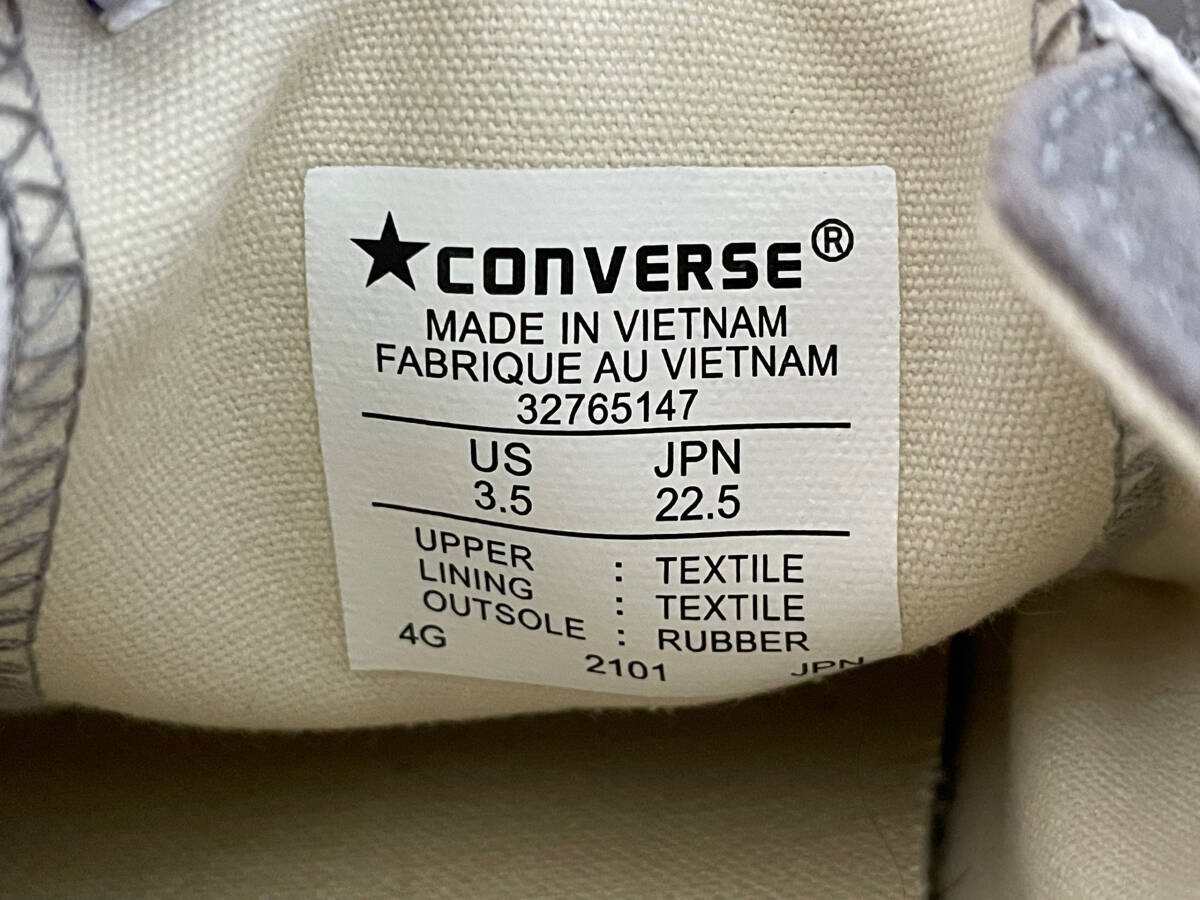 ★CONVERSE®
MADE IN VIETNAM
FABRIQUE AU VIETNAM
32765147
US JPN
3.5 22.5
UPPER : TEXTILE
LINING : TEXTILE
OUTSOLE : RUBBER
4G 2101 JPN